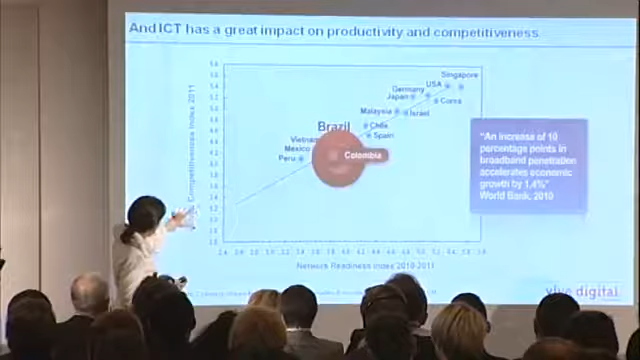 And ICT has a great impact on productivity and competitiveness
Competitiveness Index 2011
Singapore
USA
Germany
Japan
Corea
Malaysia
Israel
Brazil
Chile
Spain
Vietnam
Mexico
Colombia
Peru
"An increase of 10
percentage points in
broadband penetration
accelerates economic
growth by 1,4%"
World Bank, 2010
Network Readiness Index 2010-2011
vive digital